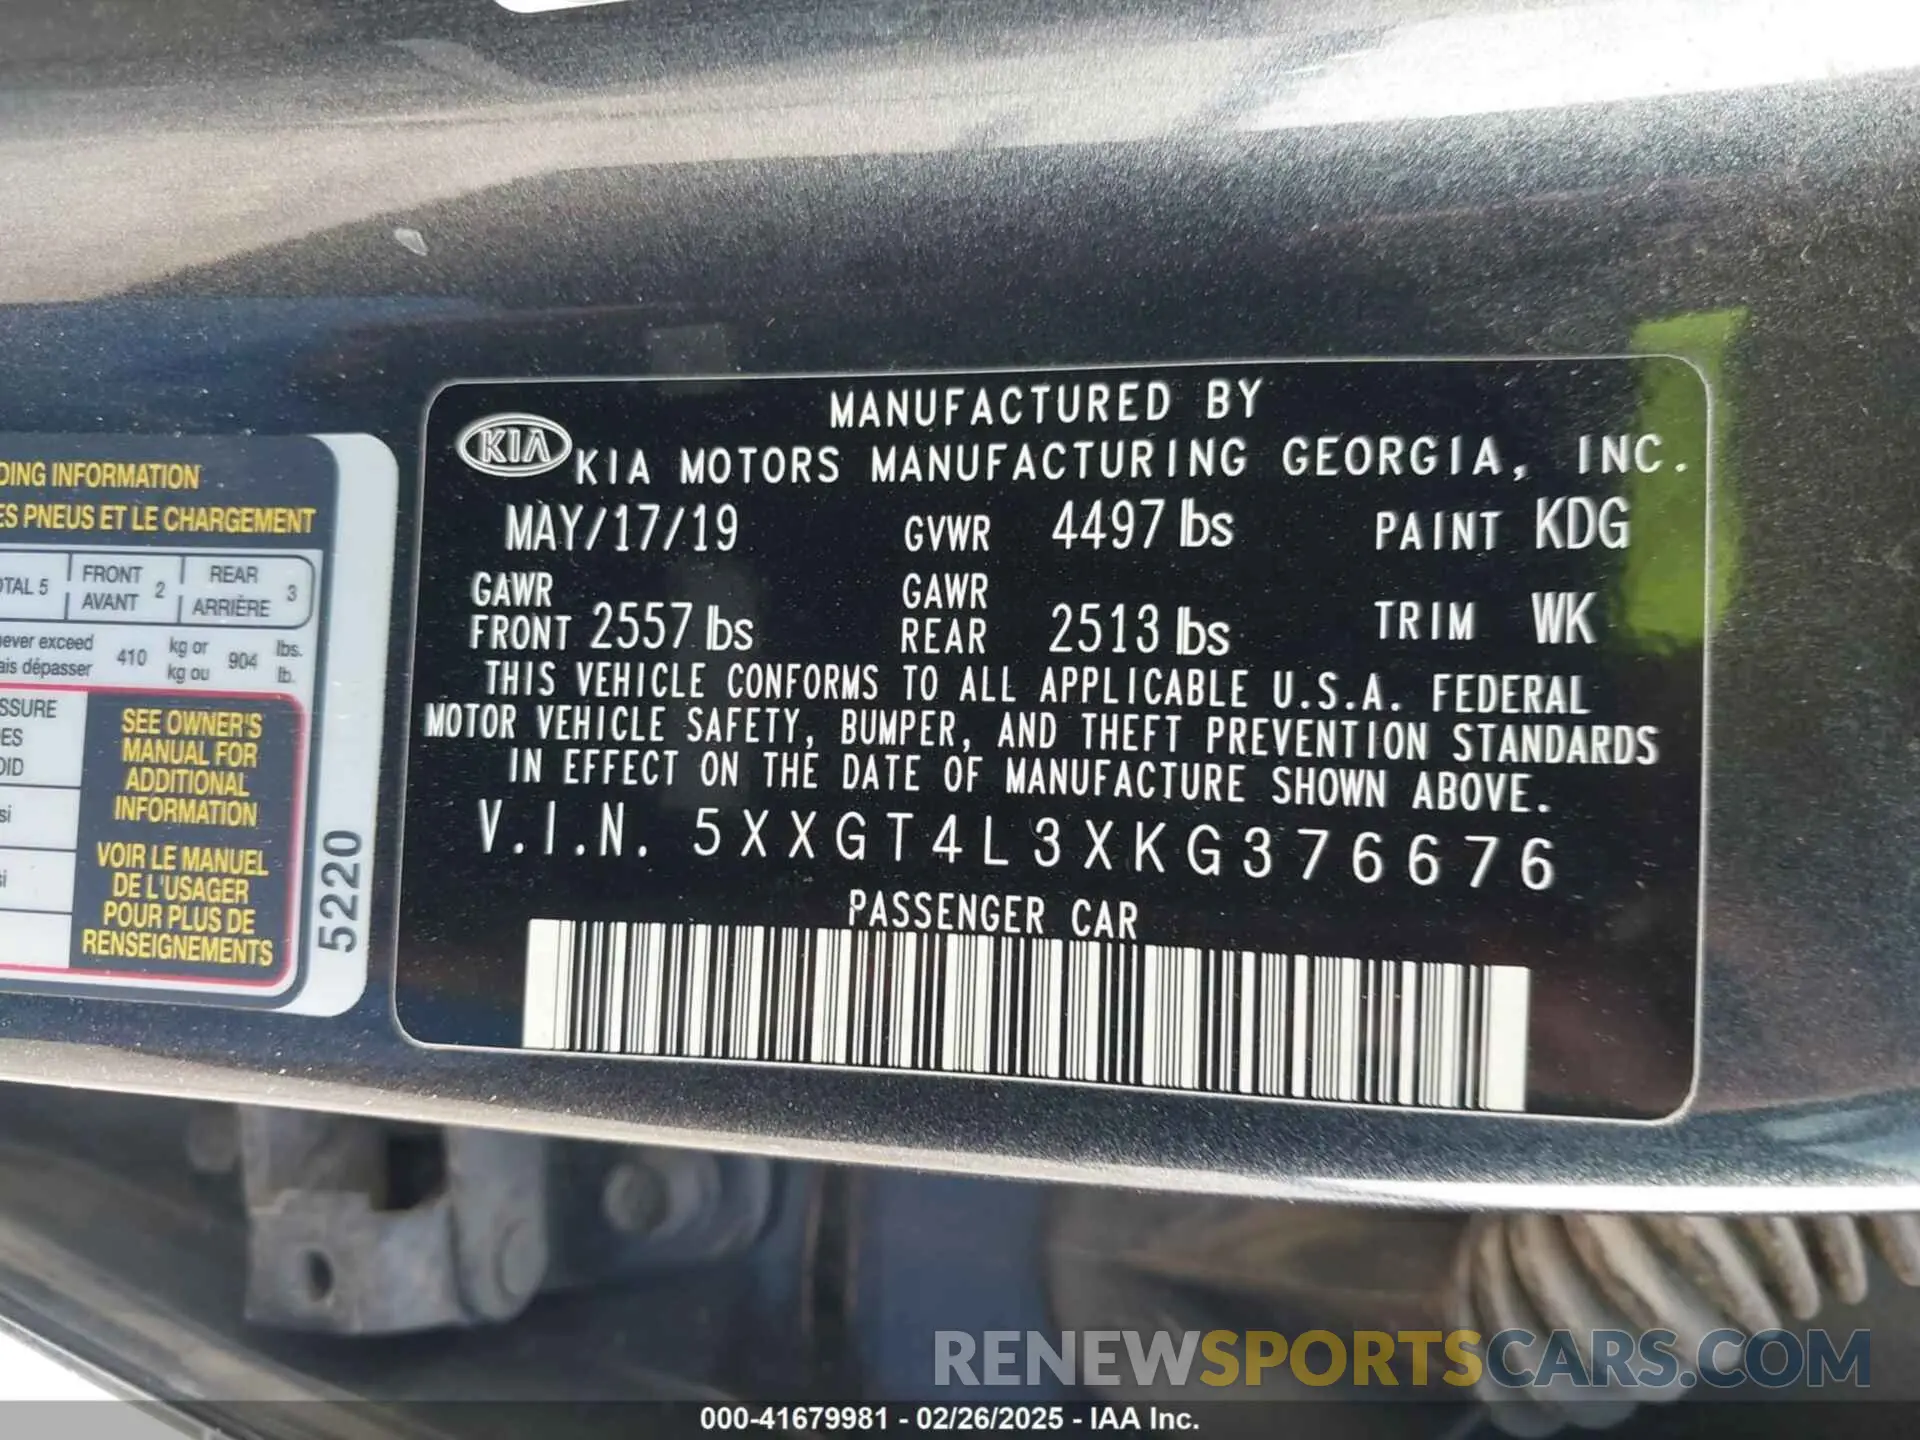 DING INFORMATION
ES PNEUS ET LE CHARGEMENT
OTAL 5
FRONT 2
AVANT
REAR 3
ARRIÈRE
never exceed
ais dépasser
410
kg or
kg ou
904
lbs.
lb.
SSURE
ES
OID
si
SEE OWNER'S
MANUAL FOR
ADDITIONAL
INFORMATION
VOIR LE MANUEL
DE L'USAGER
POUR PLUS DE
RENSEIGNEMENTS
5220
MANUFACTURED BY
KIA KIA MOTORS MANUFACTURING GEORGIA, INC.
MAY/17/19 GVWR 4497 lbs PAINT KDG
GAWR
FRONT 2557 lbs
GAWR
REAR 2513 lbs
TRIM WK
THIS VEHICLE CONFORMS TO ALL APPLICABLE U.S.A. FEDERAL
MOTOR VEHICLE SAFETY, BUMPER, AND THEFT PREVENTION STANDARDS
IN EFFECT ON THE DATE OF MANUFACTURE SHOWN ABOVE.
V.I.N. 5XXGT4L3XKG376676
PASSENGER CAR
RENEWSPORTSCARS.COM
000-41679981 - 02/26/2025 - IAA Inc.